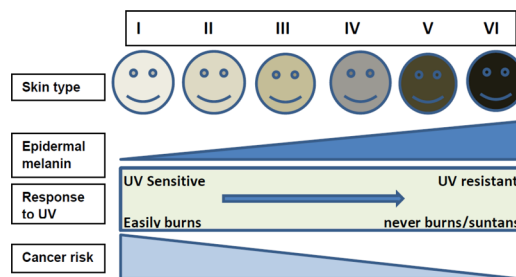 I II III IV V VI
Skin type
Epidermal
melanin
Response
to UV
UV Sensitive UV resistant
Easily burns never burns/suntans
Cancer risk